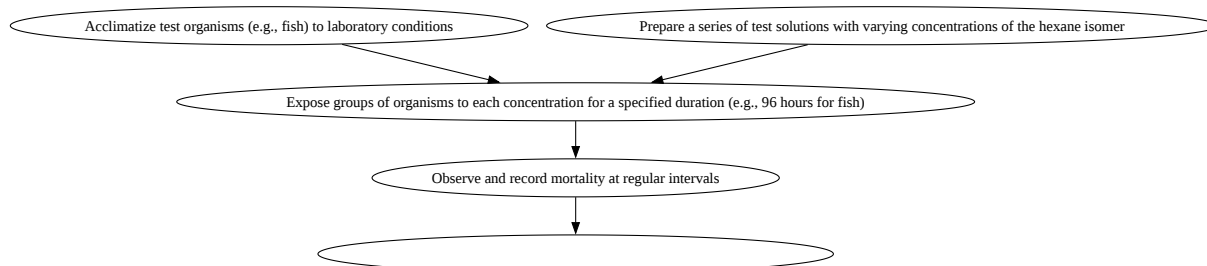 Acclimatize test organisms (e.g., fish) to laboratory conditions
Prepare a series of test solutions with varying concentrations of the hexane isomer
Expose groups of organisms to each concentration for a specified duration (e.g., 96 hours for fish)
Observe and record mortality at regular intervals